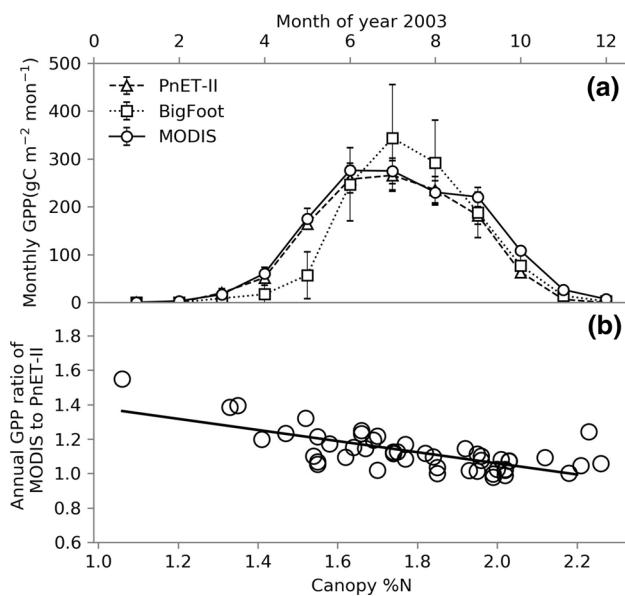 Month of year 2003
0 2 4 6 8 10 12
500
400
300
200
100
0
Monthly GPP(gC m⁻² mon⁻¹)
PnET-II
BigFoot
MODIS
(a)
(b)
1.8
1.6
1.4
1.2
1.0
0.8
0.6
Annual GPP ratio of
MODIS to PnET-II
1.0 1.2 1.4 1.6 1.8 2.0 2.2
Canopy %N